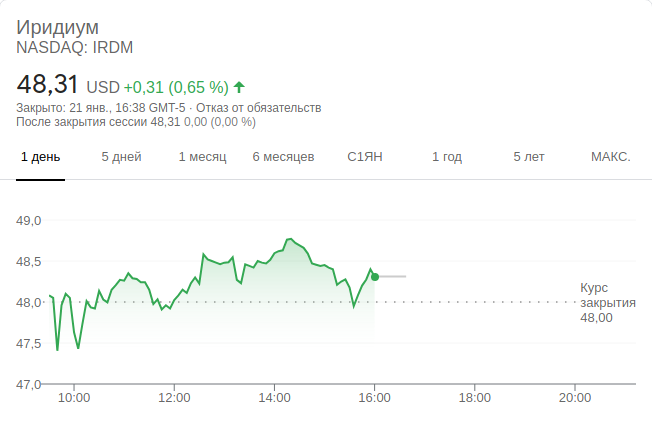 Иридиум
NASDAQ: IRDM
48,31 USD +0,31 (0,65 %)
Закрыто: 21 янв., 16:38 GMT-5 · Отказ от обязательств
После закрытия сессии 48,31 0,00 (0,00 %)
1 день 5 дней 1 месяц 6 месяцев С1ЯН 1 год 5 лет МАКС.
49,0
48,5
48,0
47,5
47,0
Курс
закрытия
48,00
10:00 12:00 14:00 16:00 18:00 20:00